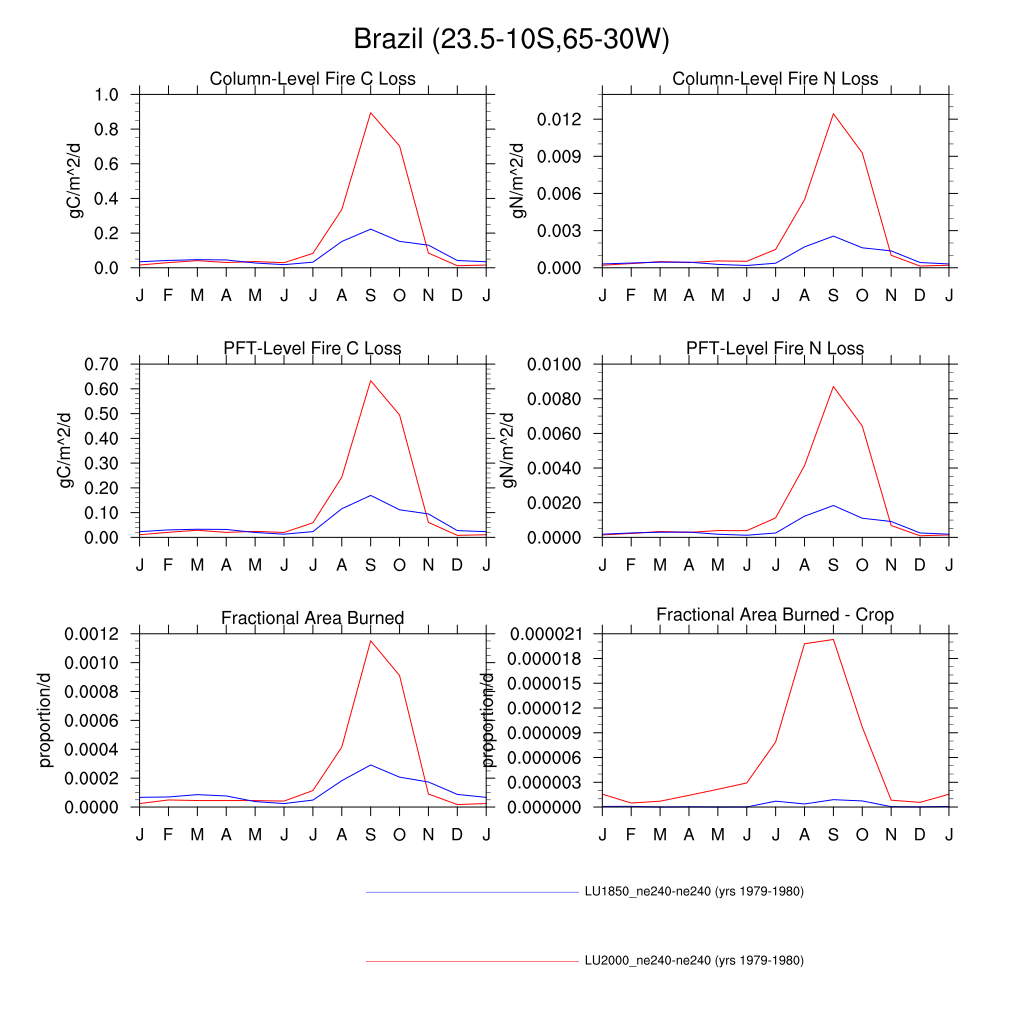 Brazil (23.5-10S,65-30W)
Column-Level Fire C Loss
gC/m^2/d
1.0
0.8
0.6
0.4
0.2
0.0
J F M A M J J A S O N D J
Column-Level Fire N Loss
gN/m^2/d
0.012
0.009
0.006
0.003
0.000
J F M A M J J A S O N D J
PFT-Level Fire C Loss
gC/m^2/d
0.70
0.60
0.50
0.40
0.30
0.20
0.10
0.00
J F M A M J J A S O N D J
PFT-Level Fire N Loss
gN/m^2/d
0.0100
0.0080
0.0060
0.0040
0.0020
0.0000
J F M A M J J A S O N D J
Fractional Area Burned
proportion/d
0.0012
0.0010
0.0008
0.0006
0.0004
0.0002
0.0000
J F M A M J J A S O N D J
Fractional Area Burned - Crop
proportion/d
0.000021
0.000018
0.000015
0.000012
0.000009
0.000006
0.000003
0.000000
J F M A M J J A S O N D J
LU1850_ne240-ne240 (yrs 1979-1980)
LU2000_ne240-ne240 (yrs 1979-1980)